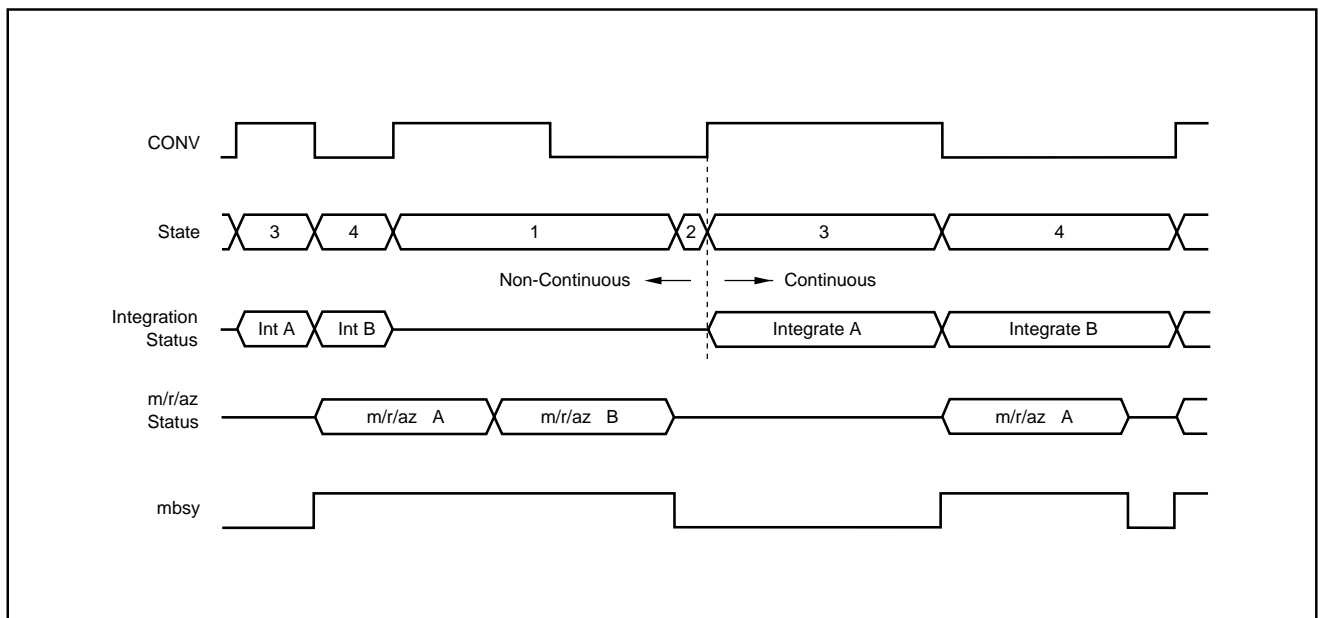 CONV
State
3
4
1
2
3
4
Non-Continuous
Continuous
Integration
Status
Int A
Int B
Integrate A
Integrate B
m/r/az
Status
m/r/az A
m/r/az B
m/r/az A
mbsy